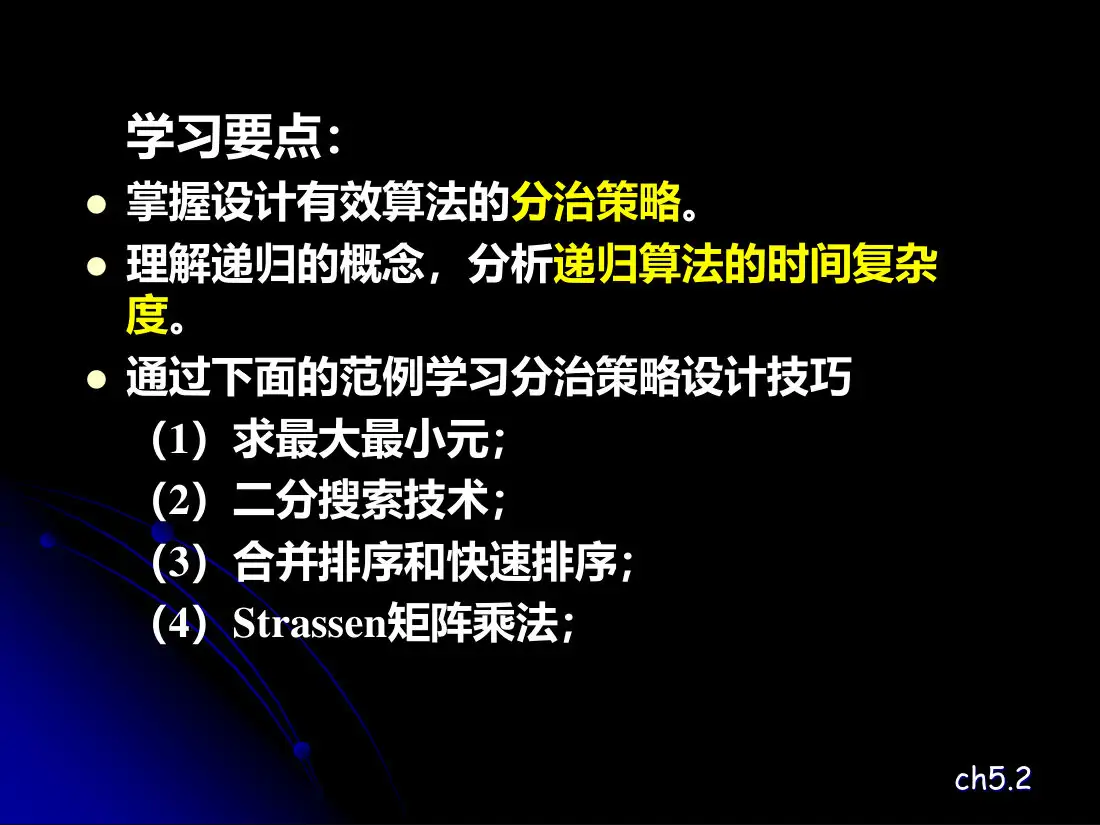 学习要点：
掌握设计有效算法的分治策略。
理解递归的概念，分析递归算法的时间复杂
度。
通过下面的范例学习分治策略设计技巧
（1）求最大最小元；
（2）二分搜索技术；
（3）合并排序和快速排序；
（4）Strassen矩阵乘法；
ch5.2